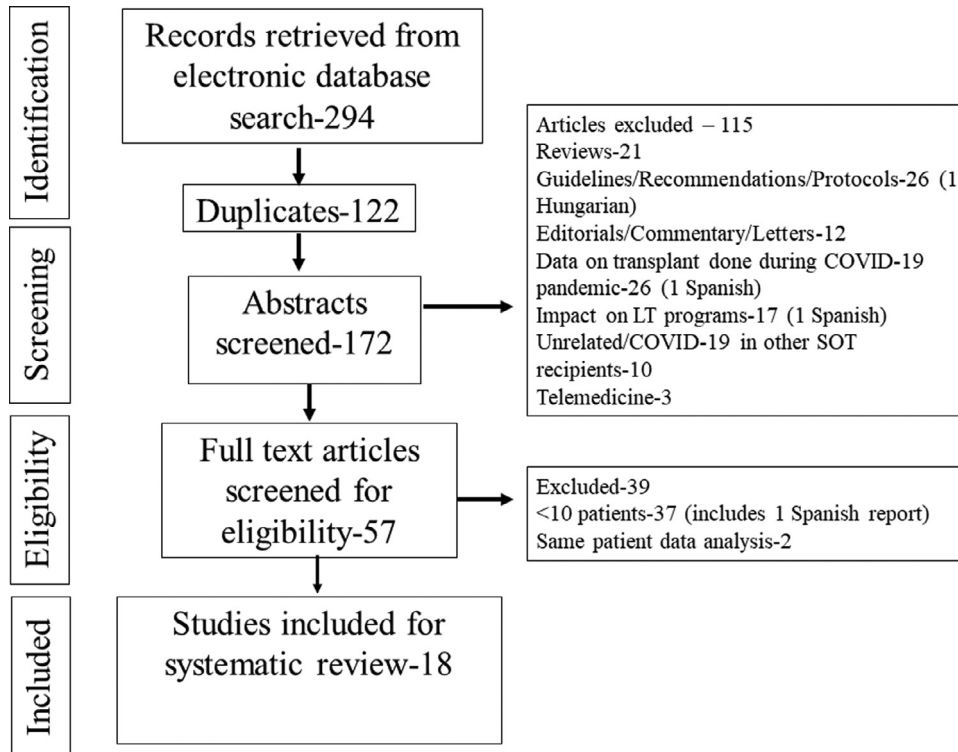 Identification
Records retrieved from
electronic database
search-294
Duplicates-122
Screening
Abstracts
screened-172
Articles excluded – 115
Reviews-21
Guidelines/Recommendations/Protocols-26 (1
Hungarian)
Editorials/Commentary/Letters-12
Data on transplant done during COVID-19
pandemic-26 (1 Spanish)
Impact on LT programs-17 (1 Spanish)
Unrelated/COVID-19 in other SOT
recipients-10
Telemedicine-3
Eligibility
Full text articles
screened for
eligibility-57
Excluded-39
<10 patients-37 (includes 1 Spanish report)
Same patient data analysis-2
Included
Studies included for
systematic review-18